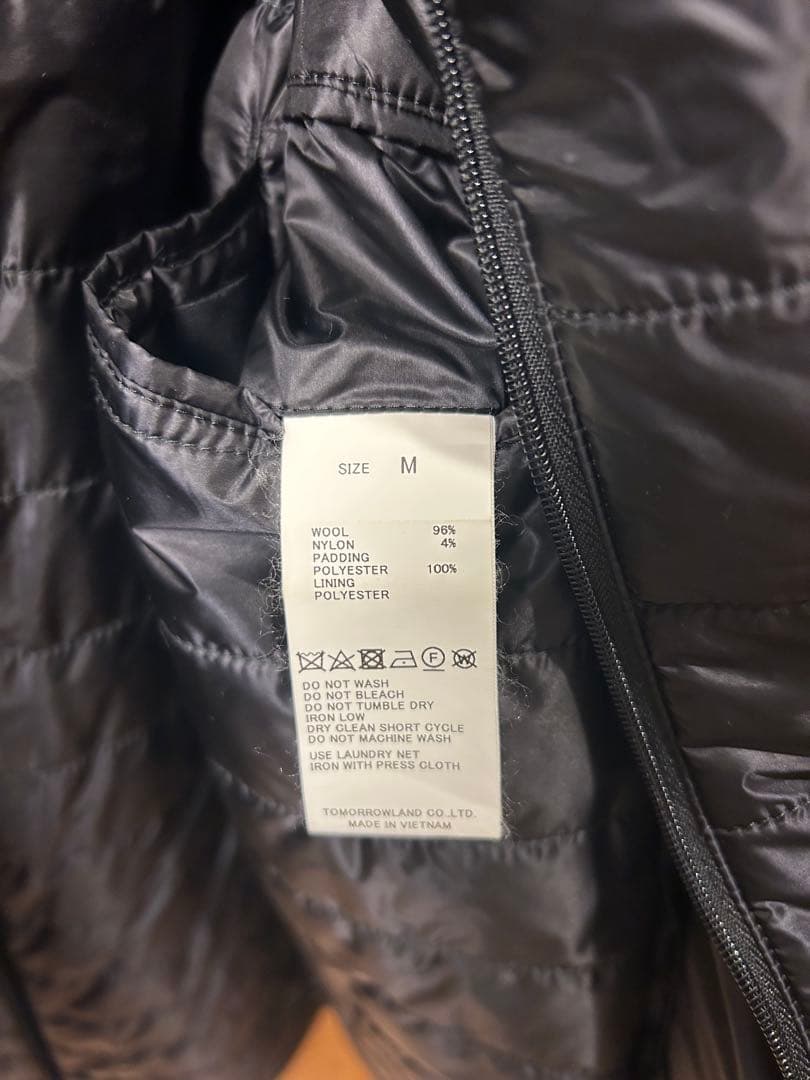 SIZE M
WOOL 96%
NYLON 4%
PADDING
POLYESTER 100%
LINING
POLYESTER
F W
DO NOT WASH
DO NOT BLEACH
DO NOT TUMBLE DRY
IRON LOW
DRY CLEAN SHORT CYCLE
DO NOT MACHINE WASH
USE LAUNDRY NET
IRON WITH PRESS CLOTH
TOMORROWLAND CO.,LTD.
MADE IN VIETNAM